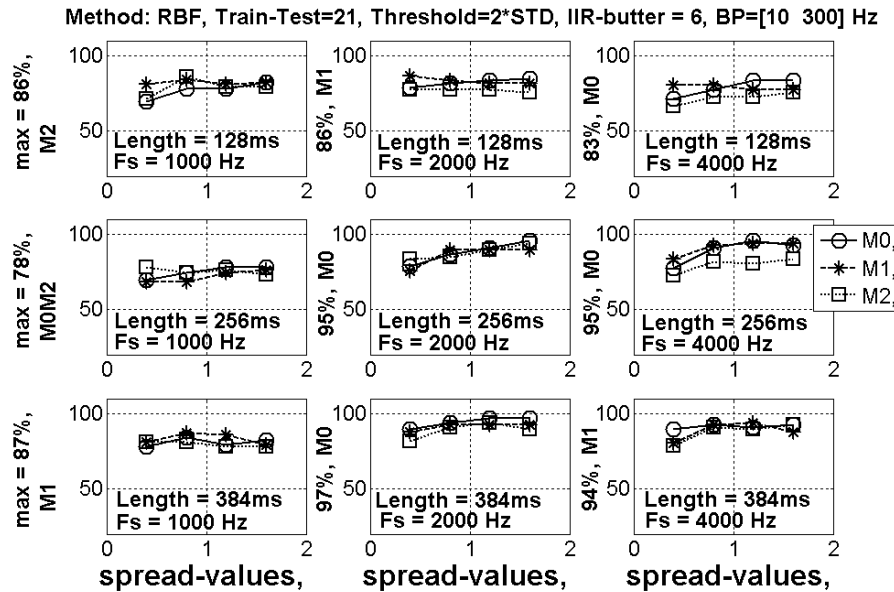 Method: RBF, Train-Test=21, Threshold=2*STD, IIR-butter = 6, BP=[10 300] Hz
max = 86%,
M2
100
50
Length = 128ms
Fs = 1000 Hz
0 1 2
86%, M1
100
50
Length = 128ms
Fs = 2000 Hz
0 1 2
83%, M0
100
50
Length = 128ms
Fs = 4000 Hz
0 1 2
max = 78%,
M0M2
100
50
Length = 256ms
Fs = 1000 Hz
0 1 2
95%, M0
100
50
Length = 256ms
Fs = 2000 Hz
0 1 2
95%, M0
100
50
Length = 256ms
Fs = 4000 Hz
0 1 2
M0,
M1,
M2,
max = 87%,
M1
100
50
Length = 384ms
Fs = 1000 Hz
0 1 2
spread-values,
97%, M0
100
50
Length = 384ms
Fs = 2000 Hz
0 1 2
spread-values,
94%, M1
100
50
Length = 384ms
Fs = 4000 Hz
0 1 2
spread-values,